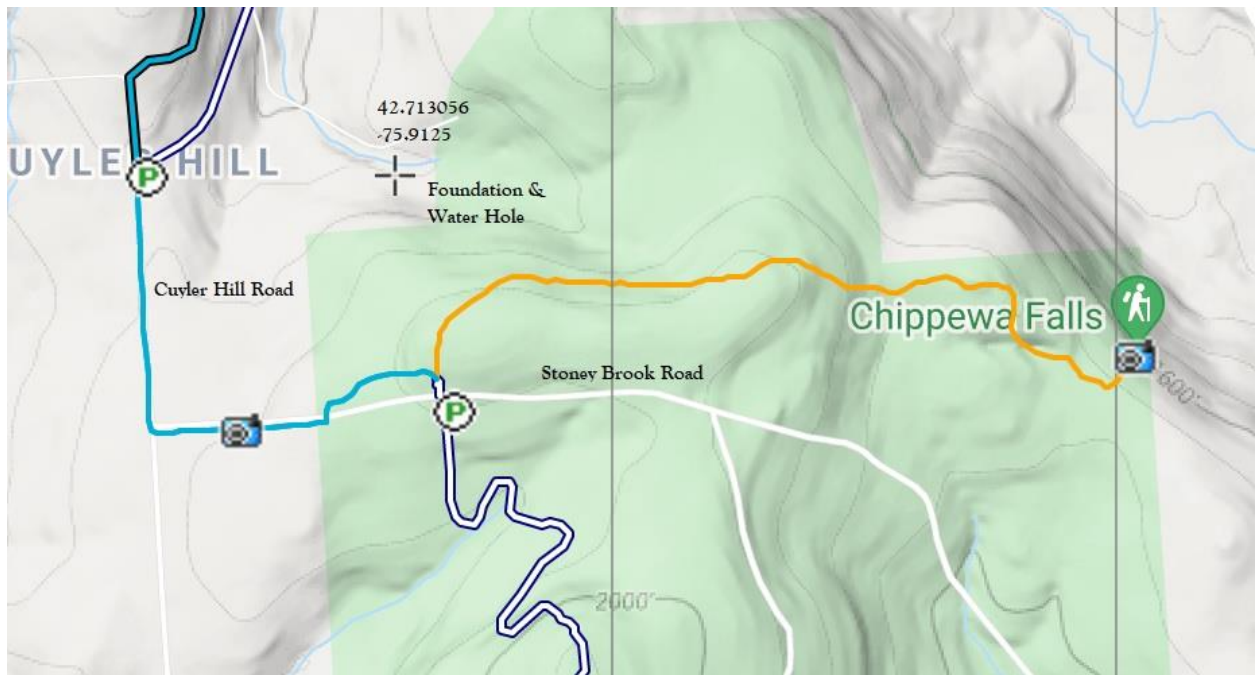 42.713056
-75.9125
UYLER HILL
Foundation &
Water Hole
Cuyler Hill Road
Chippewa Falls
Stoney Brook Road
600'
2000'
P
P